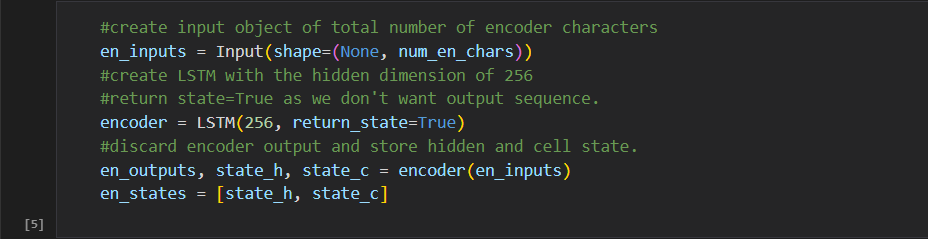 #create input object of total number of encoder characters
en_inputs = Input(shape=(None, num_en_chars))
#create LSTM with the hidden dimension of 256
#return state=True as we don't want output sequence.
encoder = LSTM(256, return_state=True)
#discard encoder output and store hidden and cell state.
en_outputs, state_h, state_c = encoder(en_inputs)
en_states = [state_h, state_c]
[5]